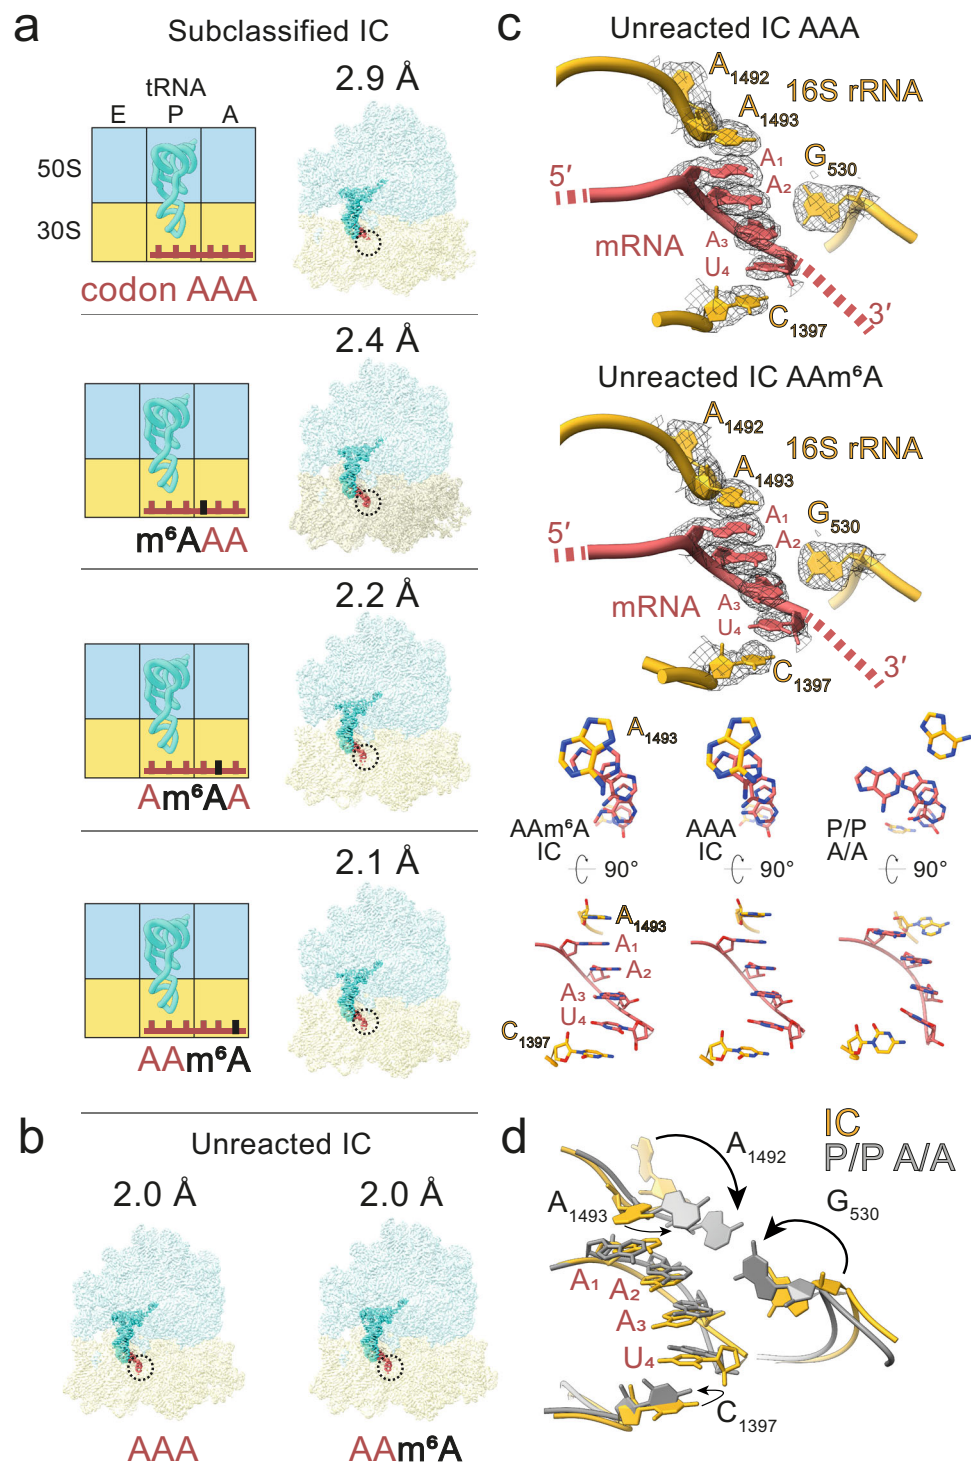 a
Subclassified IC
tRNA
E P A
50S
30S
codon AAA
2.9 Å
m⁶AAA
2.4 Å
Am⁶AA
2.2 Å
AAm⁶A
2.1 Å
b
Unreacted IC
2.0 Å
2.0 Å
AAA
AAm⁶A
c
Unreacted IC AAA
A₁₄₉₂
16S rRNA
A₁₄₉₃
A₁
G₅₃₀
A₂
5′
mRNA
A₃
U₄
C₁₃₉₇
3′
Unreacted IC AAm⁶A
A₁₄₉₂
16S rRNA
A₁₄₉₃
A₁
G₅₃₀
A₂
5′
mRNA
A₃
U₄
C₁₃₉₇
3′
A₁₄₉₃
AAm⁶A
IC
90°
AAA
IC
90°
P/P
A/A
90°
A₁₄₉₃
A₁
A₂
A₃
U₄
C₁₃₉₇
d
IC
P/P A/A
A₁₄₉₂
A₁₄₉₃
G₅₃₀
A₁
A₂
A₃
U₄
C₁₃₉₇